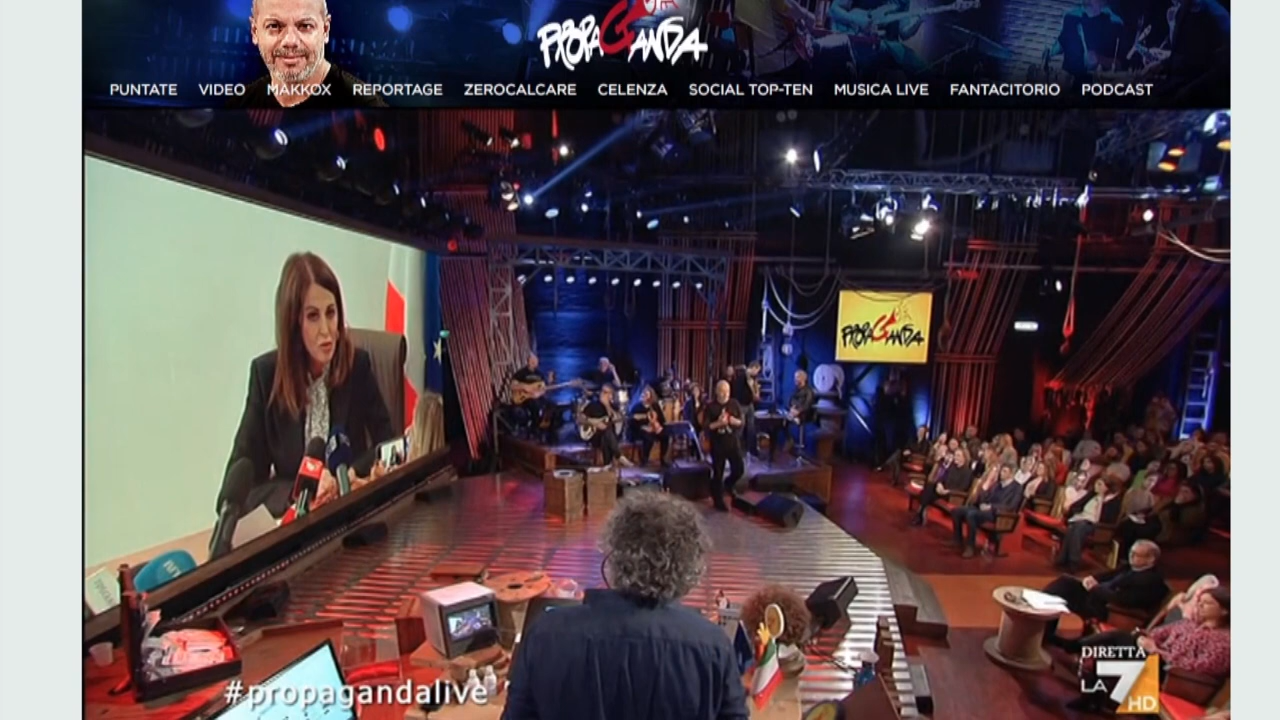 PROPAGANDA
PUNTATE VIDEO MAKKOX REPORTAGE ZEROCALCARE CELENZA SOCIAL TOP-TEN MUSICA LIVE FANTACITORIO PODCAST
PROPAGANDA
DIRETTA
LA7
HD
#propagandalive